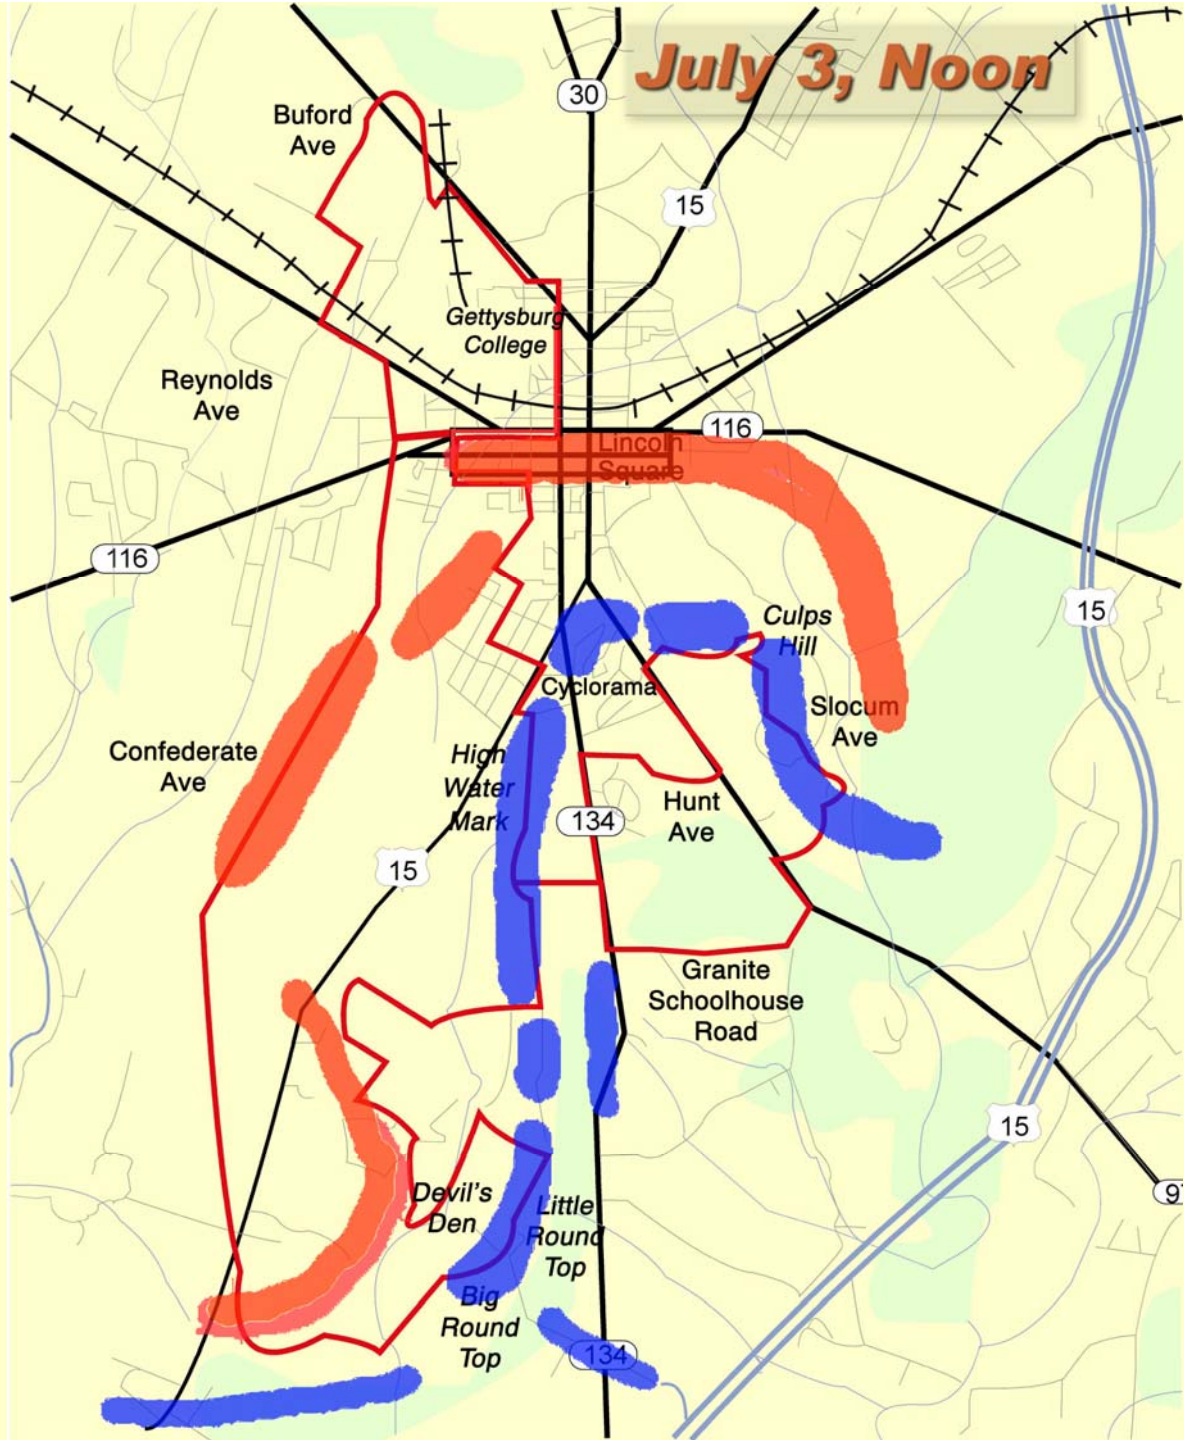 July 3, Noon
30
Buford
Ave
15
Gettysburg
College
Reynolds
Ave
116
Lincoln
Square
116
15
Culps
Hill
Cyclorama
Slocum
Ave
Confederate
Ave
High
Water
Mark
Hunt
Ave
134
15
Granite
Schoolhouse
Road
15
Devil's
Den
Little
Round
Top
Big
Round
Top
134